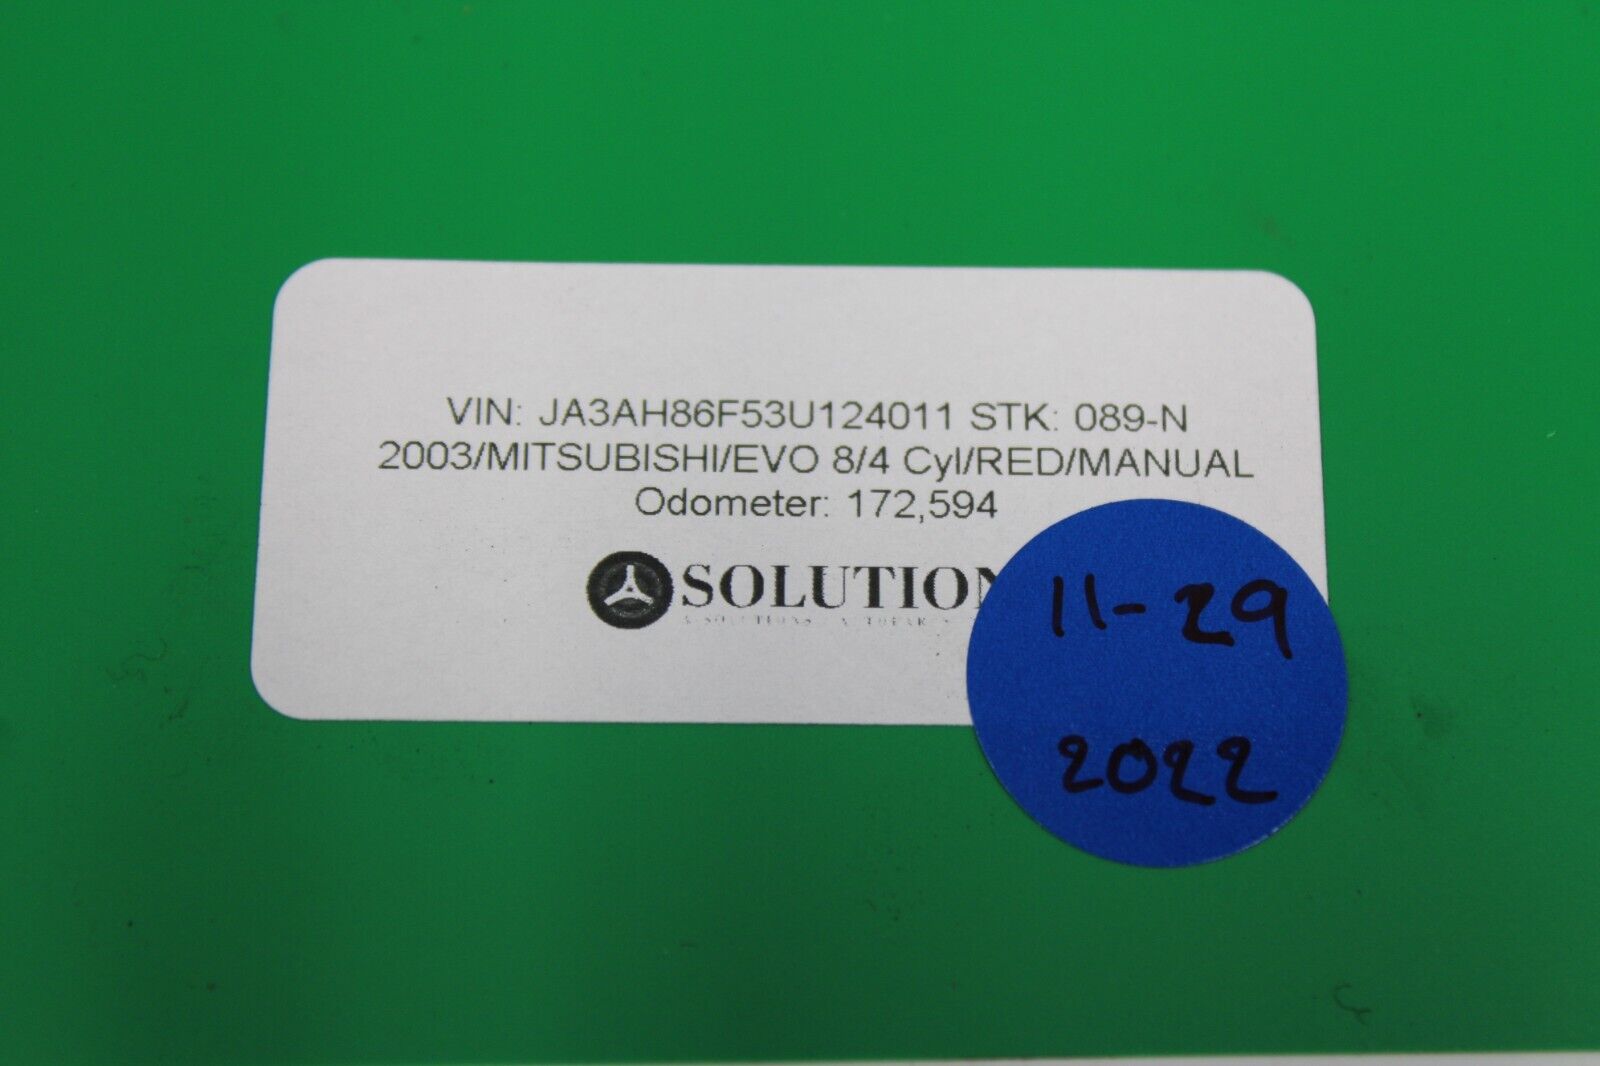 VIN: JA3AH86F53U124011 STK: 089-N
2003/MITSUBISHI/EVO 8/4 Cyl/RED/MANUAL
Odometer: 172,594
SOLUTION
11-29
2022